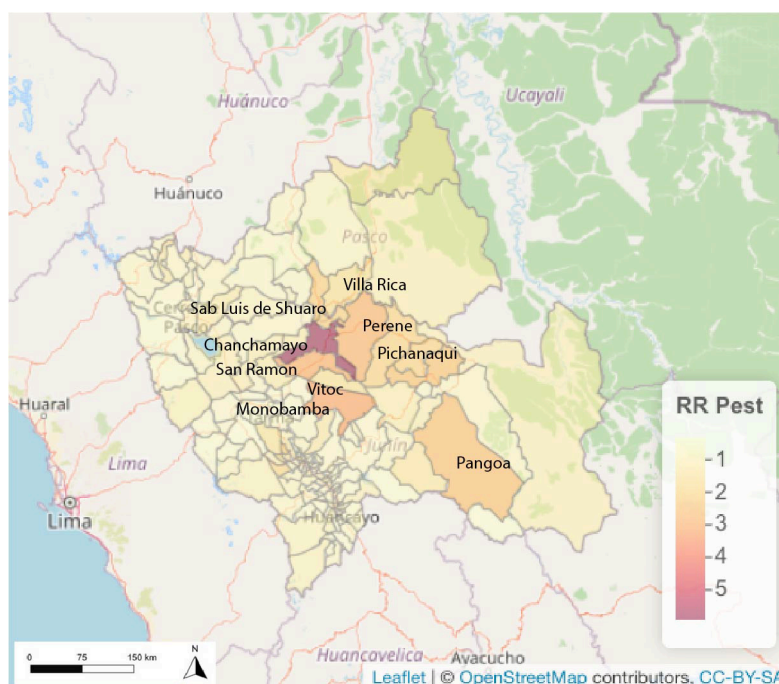 Huánuco
Ucayali
Huánuco
Pasco
Villa Rica
Sab Luis de Shuaro
Cerro de Pasco
Perene
Chanchamayo
Pichanaqui
San Ramon
Vitoc
Huaral
Monobamba
Tarma
RR Pest
Junín
1
Lima
Pangoa
2
3
Lima
Huancayo
4
5
0 75 150 km
N
Huancavelica
Ayacucho
Leaflet | © OpenStreetMap contributors, CC-BY-SA